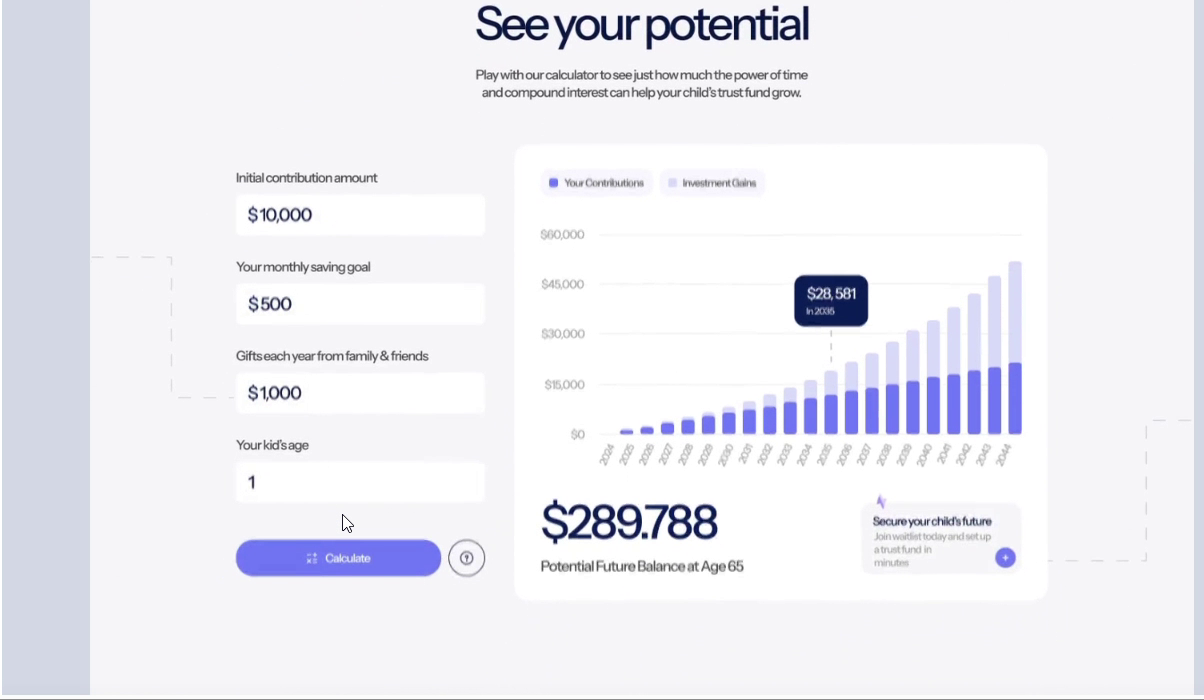 See your potential
Play with our calculator to see just how much the power of time
and compound interest can help your child's trust fund grow.
Initial contribution amount
$10,000
Your monthly saving goal
$500
Gifts each year from family & friends
$1,000
Your kid's age
1
Calculate
Your Contributions
Investment Gains
$60,000
$45,000
$30,000
$15,000
$0
$28,581
In 2035
2024
2025
2026
2027
2028
2029
2030
2031
2032
2033
2034
2035
2036
2037
2038
2039
2040
2041
2042
2043
2044
$289.788
Potential Future Balance at Age 65
Secure your child's future
Join waitlist today and set up
a trust fund in
minutes